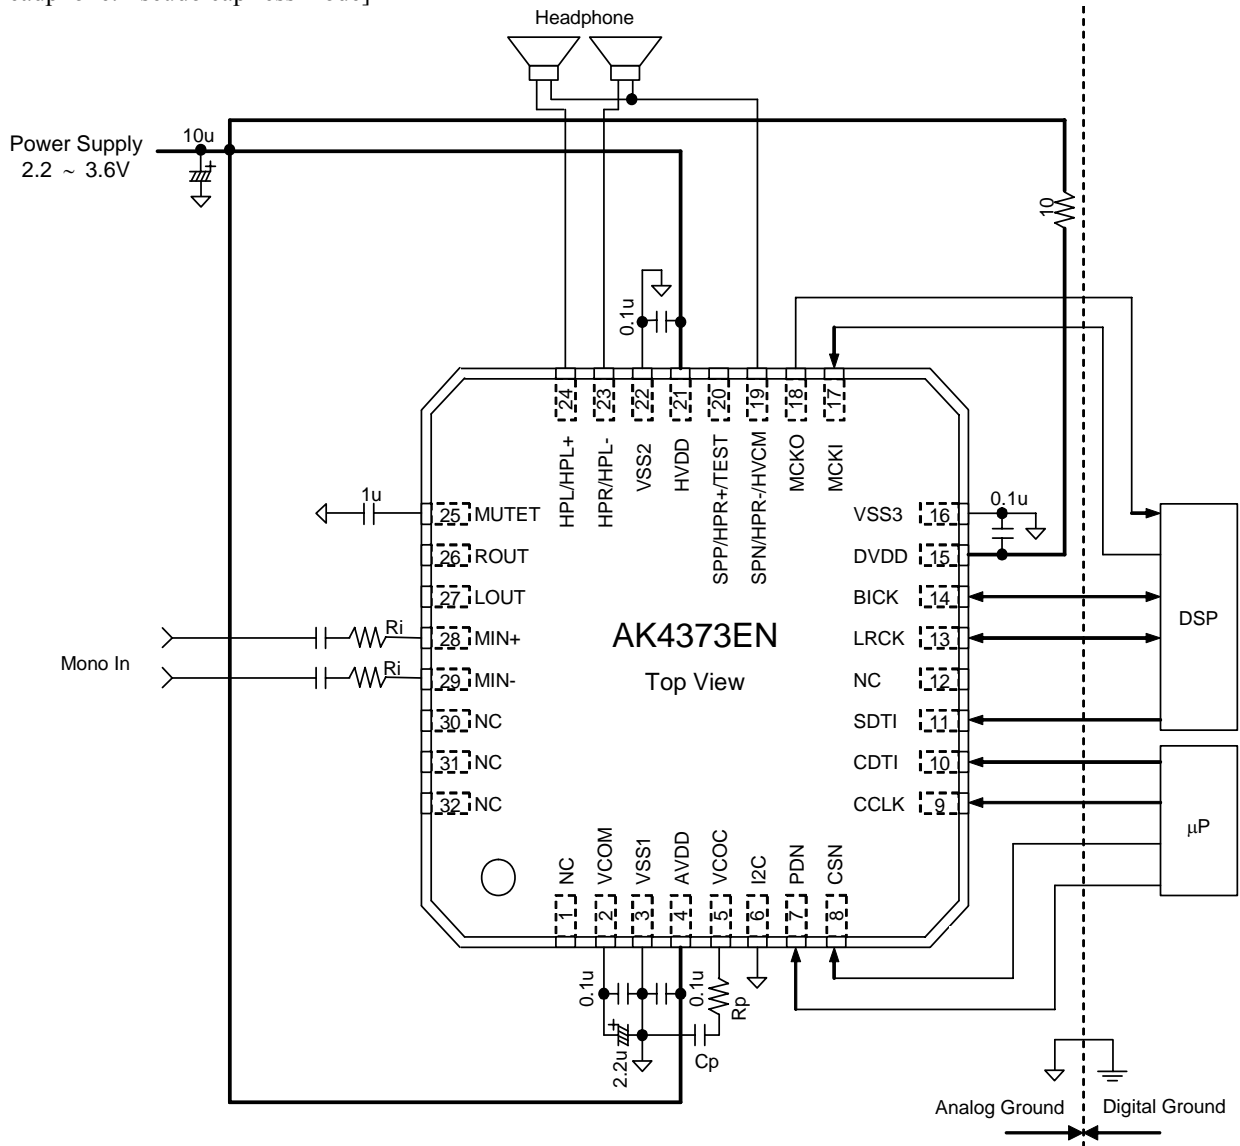 Headphone
Power Supply
2.2 ~ 3.6V
10u
+
10
0.1u
24
23
22
21
20
19
18
17
HPL/HPL+
HPR/HPL-
VSS2
HVDD
SPP/HPR+/TEST
SPN/HPR-/HVCM
MCKO
MCKI
1u
25 MUTET
26 ROUT
27 LOUT
Ri
28 MIN+
Mono In
Ri
29 MIN-
30 NC
31 NC
32 NC
AK4373EN
Top View
0.1u
VSS3 16
DVDD 15
BICK 14
LRCK 13
NC 12
SDTI 11
CDTI 10
CCLK 9
DSP
μP
NC
VCOM
VSS1
AVDD
VCOC
I2C
PDN
CSN
1
2
3
4
5
6
7
8
0.1u
0.1u
Rp
+
2.2u
Cp
Analog Ground
Digital Ground